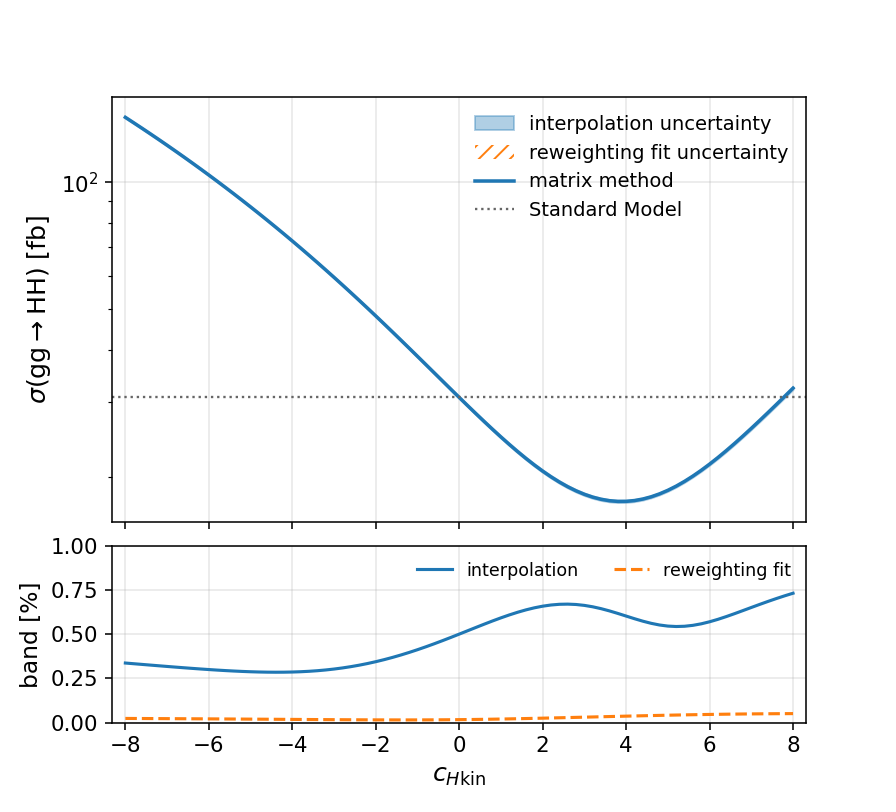 interpolation uncertainty
reweighting fit uncertainty
matrix method
Standard Model
10²
σ(gg → HH) [fb]
1.00
0.75
0.50
0.25
0.00
band [%]
interpolation reweighting fit
−8 −6 −4 −2 0 2 4 6 8
c_Hkin